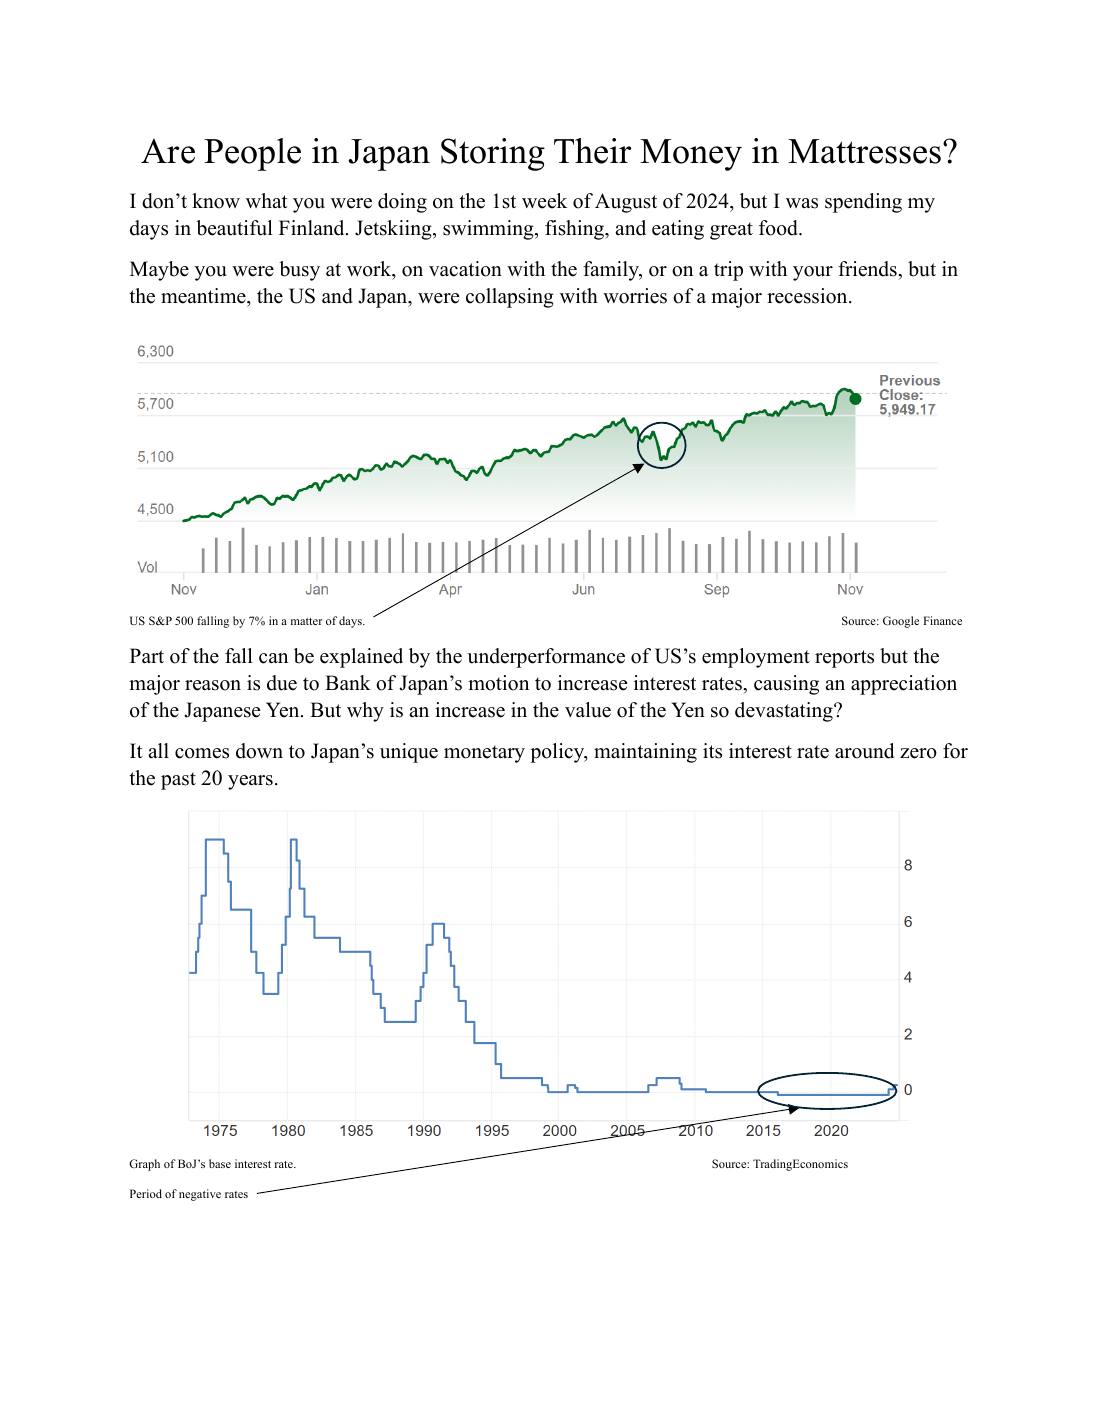 Are People in Japan Storing Their Money in Mattresses?
I don’t know what you were doing on the 1st week of August of 2024, but I was spending my
days in beautiful Finland. Jetskiing, swimming, fishing, and eating great food.
Maybe you were busy at work, on vacation with the family, or on a trip with your friends, but in
the meantime, the US and Japan, were collapsing with worries of a major recession.
6,300
Previous
Close:
5,949.17
5,700
5,100
4,500
Vol
Nov Jan Apr Jun Sep Nov
US S&P 500 falling by 7% in a matter of days. Source: Google Finance
Part of the fall can be explained by the underperformance of US’s employment reports but the
major reason is due to Bank of Japan’s motion to increase interest rates, causing an appreciation
of the Japanese Yen. But why is an increase in the value of the Yen so devastating?
It all comes down to Japan’s unique monetary policy, maintaining its interest rate around zero for
the past 20 years.
8
6
4
2
0
1975 1980 1985 1990 1995 2000 2005 2010 2015 2020
Graph of BoJ’s base interest rate. Source: TradingEconomics
Period of negative rates